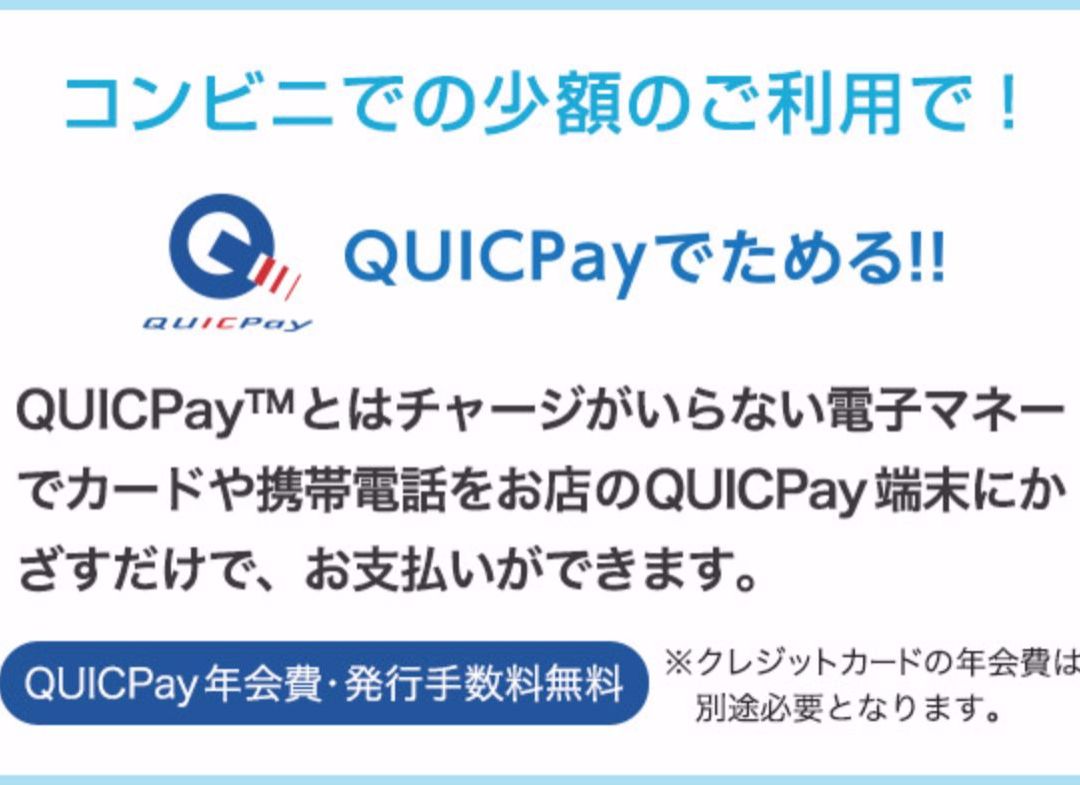 コンビニでの少額のご利用で！
QUICPay
QUICPayでためる!!
QUICPay™とはチャージがいらない電子マネー
でカードや携帯電話をお店のQUICPay端末にか
ざすだけで、お支払いができます。
QUICPay年会費･発行手数料無料
※クレジットカードの年会費は
別途必要となります。